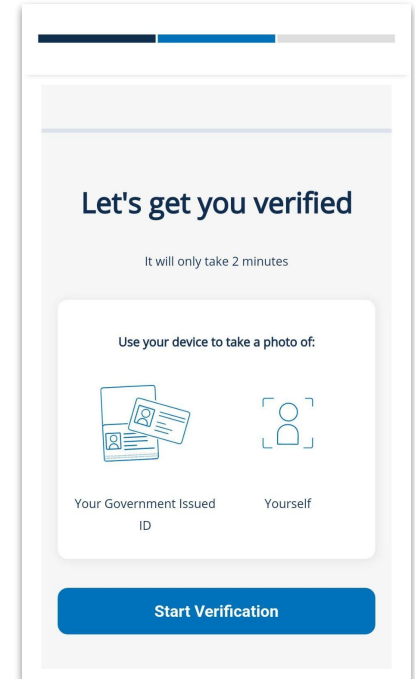 Let's get you verified
It will only take 2 minutes
Use your device to take a photo of:
Your Government Issued
ID
Yourself
Start Verification